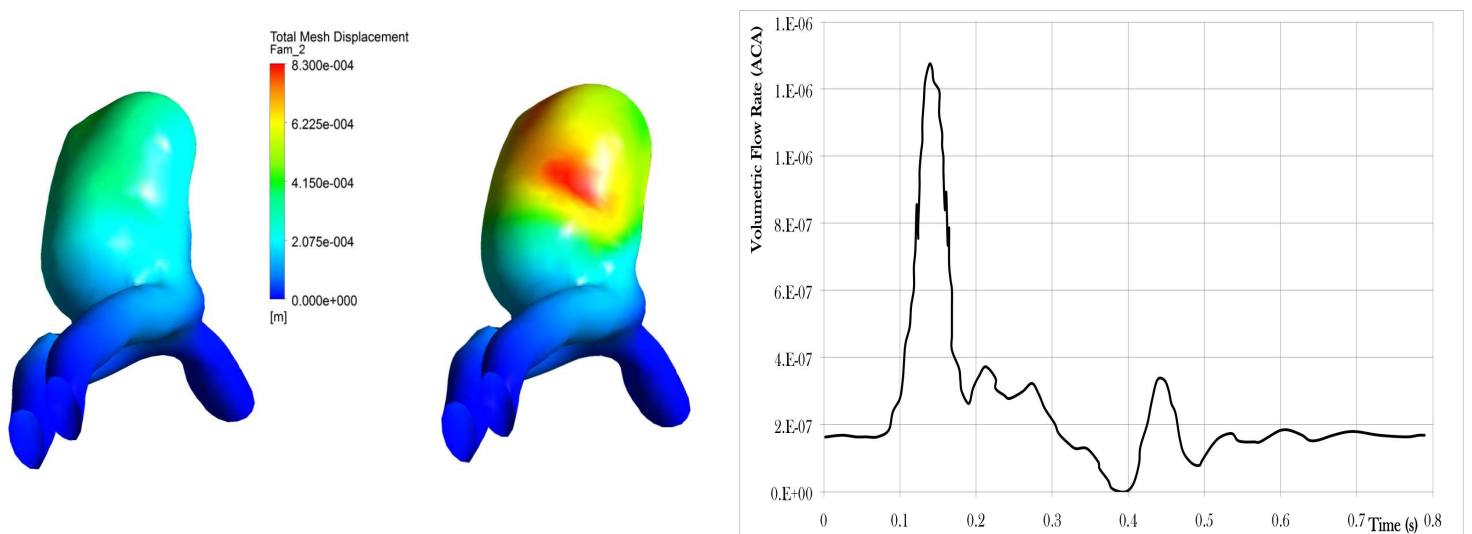 Total Mesh Displacement
Fam_2
8.300e-004
6.225e-004
4.150e-004
2.075e-004
0.000e+000
[m]
Volumetric Flow Rate (ACA)
1.E-06
1.E-06
1.E-06
8.E-07
6.E-07
4.E-07
2.E-07
0.E+00
0 0.1 0.2 0.3 0.4 0.5 0.6 0.7 Time (s) 0.8